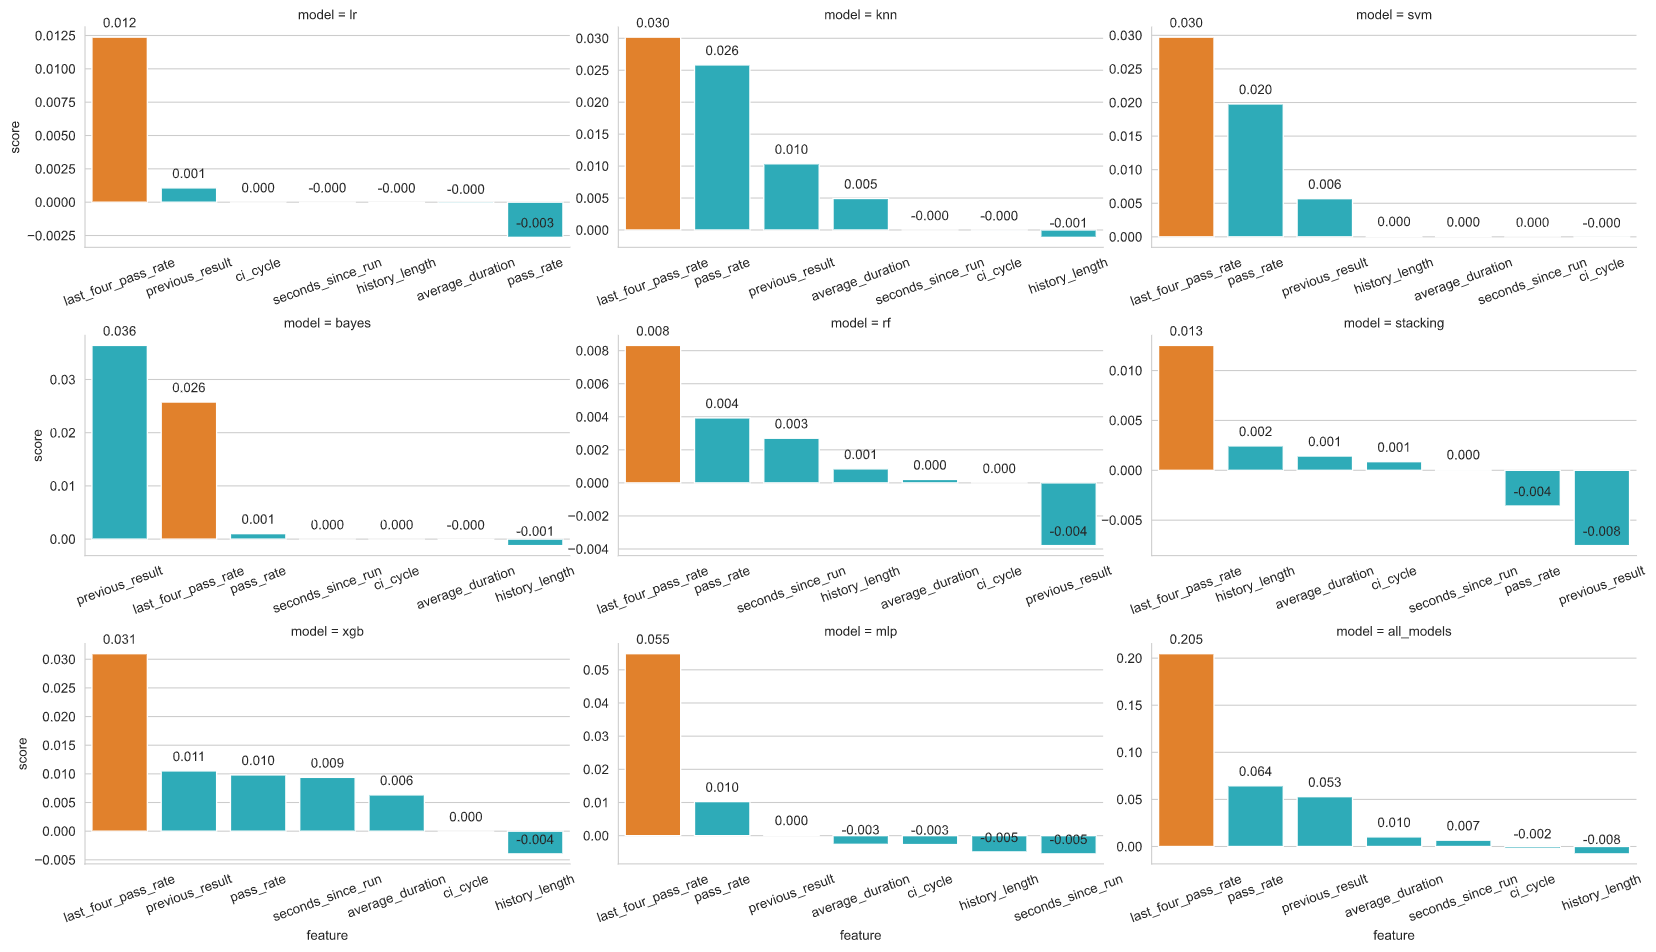 model = lr
0.012
0.0125
0.0100
0.0075
0.0050
0.0025
0.0000
−0.0025
score
0.001
0.000
-0.000
-0.000
-0.000
-0.003
last_four_pass_rate
previous_result
ci_cycle
seconds_since_run
history_length
average_duration
pass_rate
model = knn
0.030
0.030
0.025
0.020
0.015
0.010
0.005
0.000
0.026
0.010
0.005
-0.000
-0.000
-0.001
last_four_pass_rate
pass_rate
previous_result
average_duration
seconds_since_run
ci_cycle
history_length
model = svm
0.030
0.030
0.025
0.020
0.015
0.010
0.005
0.000
0.020
0.006
0.000
0.000
0.000
-0.000
last_four_pass_rate
pass_rate
previous_result
history_length
average_duration
seconds_since_run
ci_cycle
model = bayes
0.036
0.03
0.02
0.01
0.00
score
0.026
0.001
0.000
0.000
-0.000
-0.001
previous_result
last_four_pass_rate
pass_rate
seconds_since_run
ci_cycle
average_duration
history_length
model = rf
0.008
0.008
0.006
0.004
0.002
0.000
−0.002
−0.004
0.004
0.003
0.001
0.000
0.000
-0.004
last_four_pass_rate
pass_rate
seconds_since_run
history_length
average_duration
ci_cycle
previous_result
model = stacking
0.013
0.010
0.005
0.000
−0.005
0.002
0.001
0.001
0.000
-0.004
-0.008
last_four_pass_rate
history_length
average_duration
ci_cycle
seconds_since_run
pass_rate
previous_result
model = xgb
0.031
0.030
0.025
0.020
0.015
0.010
0.005
0.000
−0.005
score
0.011
0.010
0.009
0.006
0.000
-0.004
last_four_pass_rate
previous_result
pass_rate
seconds_since_run
average_duration
ci_cycle
history_length
feature
model = mlp
0.055
0.05
0.04
0.03
0.02
0.01
0.00
0.010
0.000
-0.003
-0.003
-0.005
-0.005
last_four_pass_rate
pass_rate
previous_result
average_duration
ci_cycle
history_length
seconds_since_run
feature
model = all_models
0.205
0.20
0.15
0.10
0.05
0.00
0.064
0.053
0.010
0.007
-0.002
-0.008
last_four_pass_rate
pass_rate
previous_result
average_duration
seconds_since_run
ci_cycle
history_length
feature